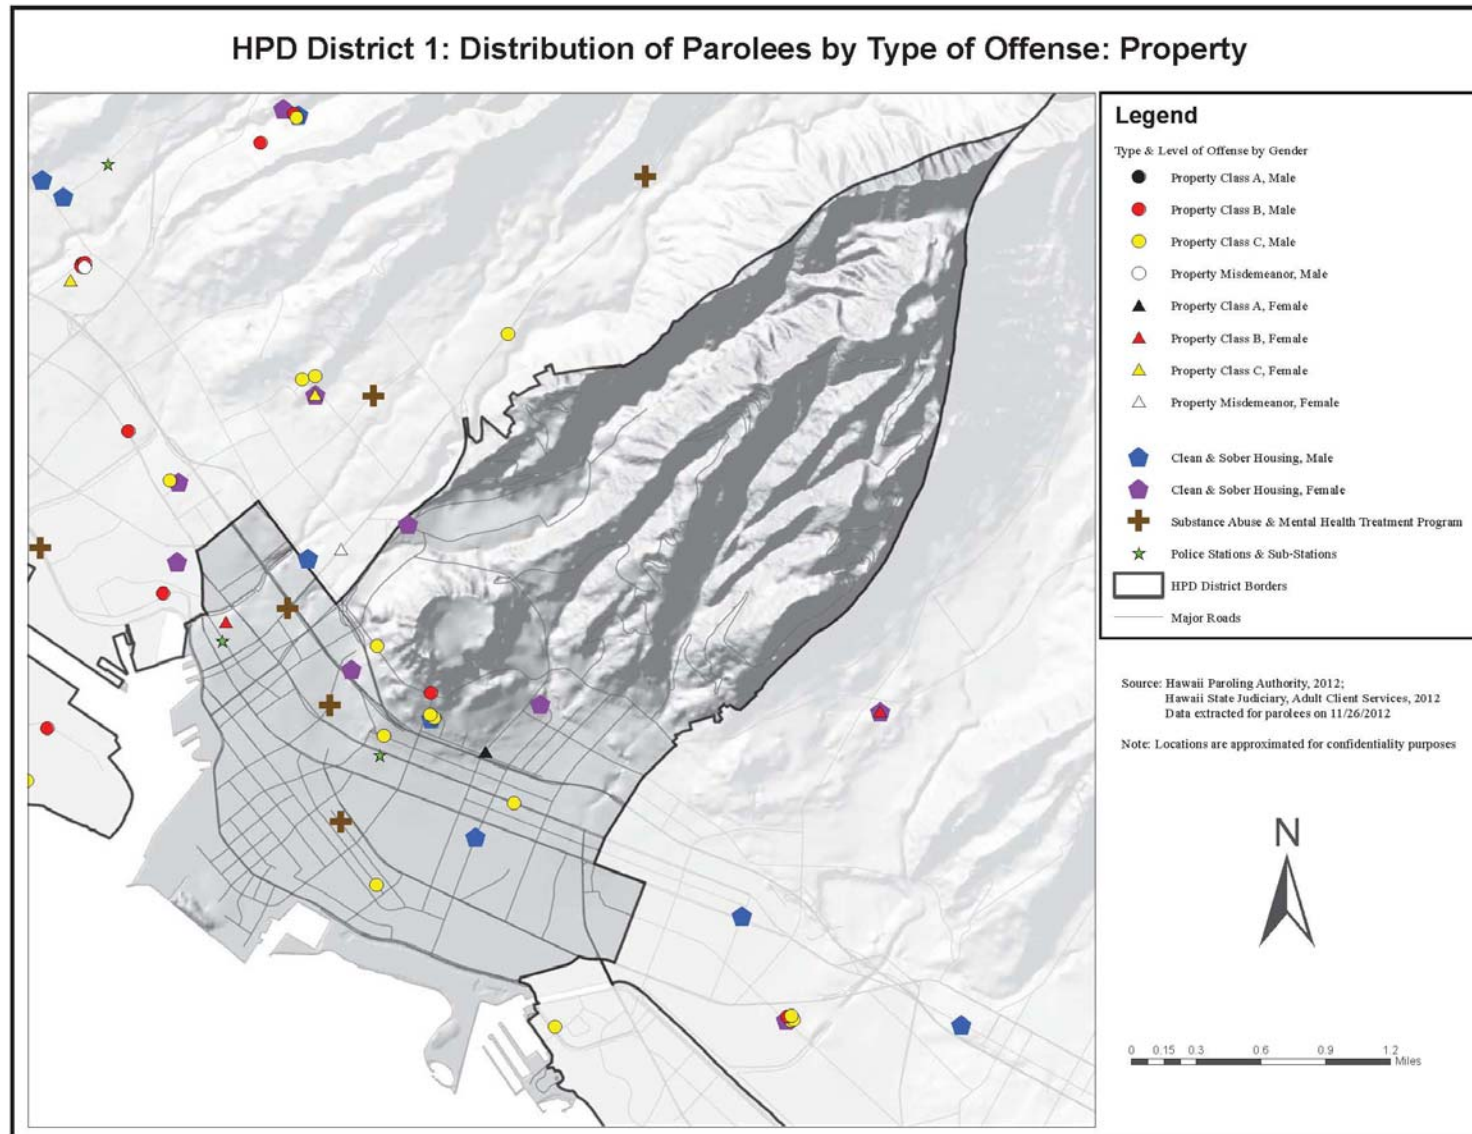 HPD District 1: Distribution of Parolees by Type of Offense: Property
Legend
Type & Level of Offense by Gender
Property Class A, Male
Property Class B, Male
Property Class C, Male
Property Misdemeanor, Male
Property Class A, Female
Property Class B, Female
Property Class C, Female
Property Misdemeanor, Female
Clean & Sober Housing, Male
Clean & Sober Housing, Female
Substance Abuse & Mental Health Treatment Program
Police Stations & Sub-Stations
HPD District Borders
Major Roads
Source: Hawaii Paroling Authority, 2012;
Hawaii State Judiciary, Adult Client Services, 2012
Data extracted for parolees on 11/26/2012
Note: Locations are approximated for confidentiality purposes
N
0 0.15 0.3 0.6 0.9 1.2
Miles